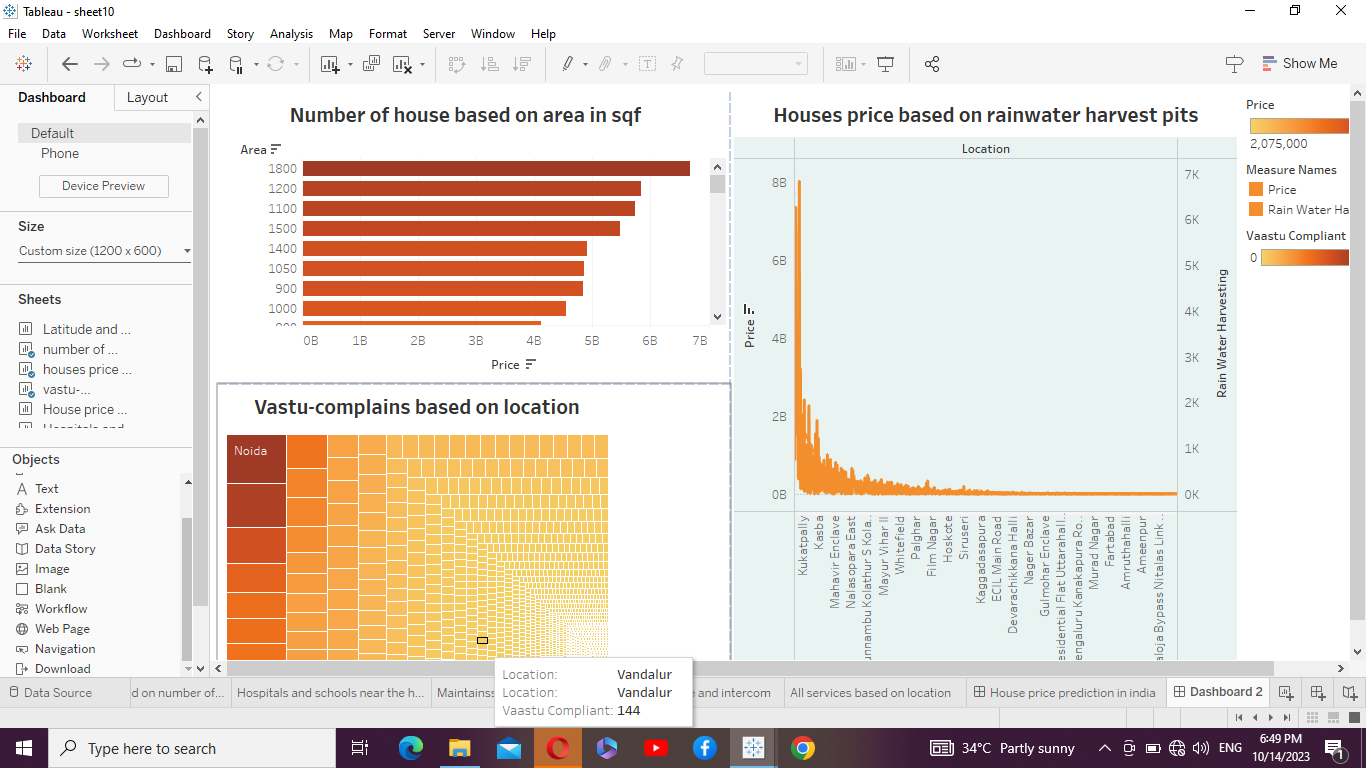 Tableau - sheet10
File Data Worksheet Dashboard Story Analysis Map Format Server Window Help
Show Me
Dashboard Layout
Default
Phone
Device Preview
Size
Custom size (1200 x 600)
Sheets
Latitude and ...
number of ...
houses price ...
vastu-...
House price ...
Objects
Text
Extension
Ask Data
Data Story
Image
Blank
Workflow
Web Page
Navigation
Download
Number of house based on area in sqf
Area
1800
1200
1100
1500
1400
1050
900
1000
0B 1B 2B 3B 4B 5B 6B 7B
Price
Vastu-complains based on location
Noida
Location: Vandalur
Location: Vandalur
Vaastu Compliant: 144
Houses price based on rainwater harvest pits
Location
8B
6B
4B
2B
0B
Price
7K
6K
5K
4K
3K
2K
1K
0K
Rain Water Harvesting
Kukatpally
Kasba
Mahavir Enclave
Nalasopara East
unnambu Kolathur S Kola..
Mayur Vihar II
Whitefield
Palghar
Film Nagar
Hoskote
Siruseri
Kaggadasapura
ECIL Main Road
Devarachikkana Halli
Nagar Bazar
Gulmohar Enclave
esidential Flat Uttarahall..
engaluru Kanakapura Ro..
Murad Nagar
Fartabad
Amruthahalli
Ameenpur
aloja Bypass Nitalas Link...
Price
2,075,000
Measure Names
Price
Rain Water Ha
Vaastu Compliant
0
Data Source d on number of... Hospitals and schools near the h... Maintainss e and intercom All services based on location House price prediction in india Dashboard 2
Type here to search
34°C Partly sunny
ENG
6:49 PM
10/14/2023
1